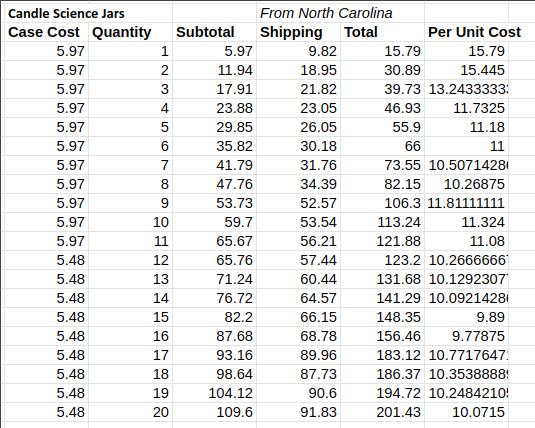 Candle Science Jars From North Carolina
Case Cost Quantity Subtotal Shipping Total Per Unit Cost
5.97 1 5.97 9.82 15.79 15.79
5.97 2 11.94 18.95 30.89 15.445
5.97 3 17.91 21.82 39.73 13.24333333
5.97 4 23.88 23.05 46.93 11.7325
5.97 5 29.85 26.05 55.9 11.18
5.97 6 35.82 30.18 66 11
5.97 7 41.79 31.76 73.55 10.5071428
5.97 8 47.76 34.39 82.15 10.26875
5.97 9 53.73 52.57 106.3 11.81111111
5.97 10 59.7 53.54 113.24 11.324
5.97 11 65.67 56.21 121.88 11.08
5.48 12 65.76 57.44 123.2 10.26666667
5.48 13 71.24 60.44 131.68 10.1292307
5.48 14 76.72 64.57 141.29 10.0921428
5.48 15 82.2 66.15 148.35 9.89
5.48 16 87.68 68.78 156.46 9.77875
5.48 17 93.16 89.96 183.12 10.7717647
5.48 18 98.64 87.73 186.37 10.3538888
5.48 19 104.12 90.6 194.72 10.2484210
5.48 20 109.6 91.83 201.43 10.0715